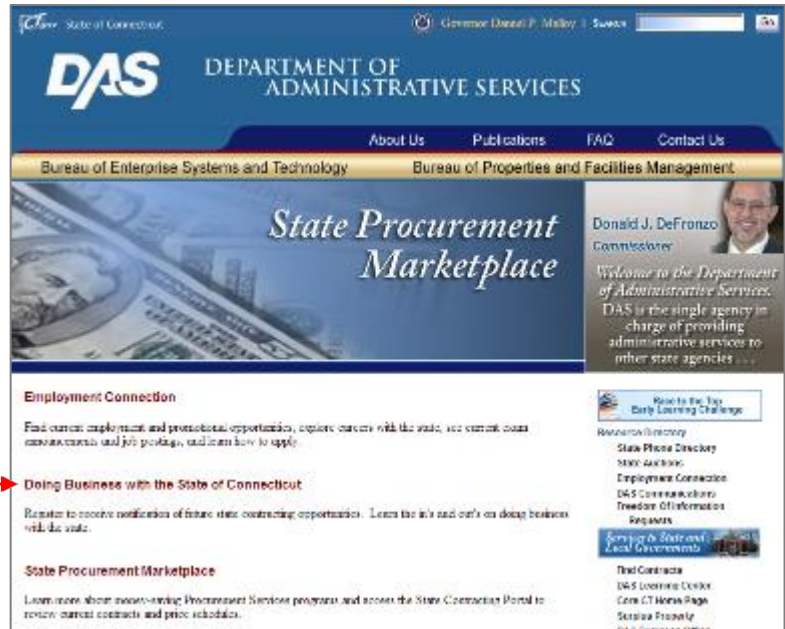 State of Connecticut
Governor Dannel P. Malloy | SEARCH Go
DAS
DEPARTMENT OF
ADMINISTRATIVE SERVICES
About Us Publications FAQ Contact Us
Bureau of Enterprise Systems and Technology Bureau of Properties and Facilities Management
State Procurement
Marketplace
Donald J. DeFronzo
Commissioner
Welcome to the Department
of Administrative Services.
DAS is the single agency in
charge of providing
administrative services to
other state agencies . . .
Employment Connection
Find current employment and promotional opportunities, explore careers with the state, see current exam
announcements and job postings, and learn how to apply.
Doing Business with the State of Connecticut
Register to receive notification of future state contracting opportunities. Learn the in's and out's on doing business
with the state.
State Procurement Marketplace
Learn more about money-saving Procurement Services programs and access the State Contracting Portal to
review current contracts and price schedules.
Race to the Top
Early Learning Challenge
Resource Directory
State Phone Directory
State Auctions
Employment Connection
DAS Communications
Freedom Of Information
Requests
Serving to State and
Local Governments
Find Contracts
DAS Learning Center
Core CT Home Page
Surplus Property